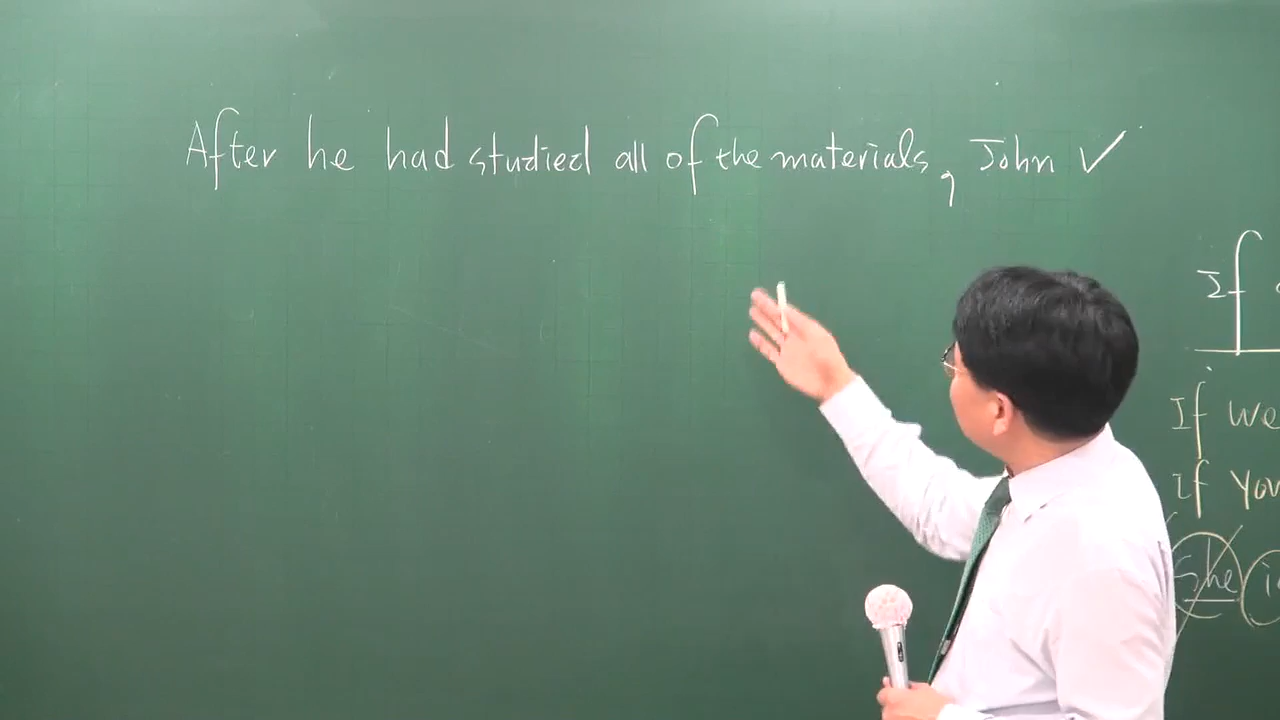 After he had studied all of the materials, John ✓
If
If we
If you
She